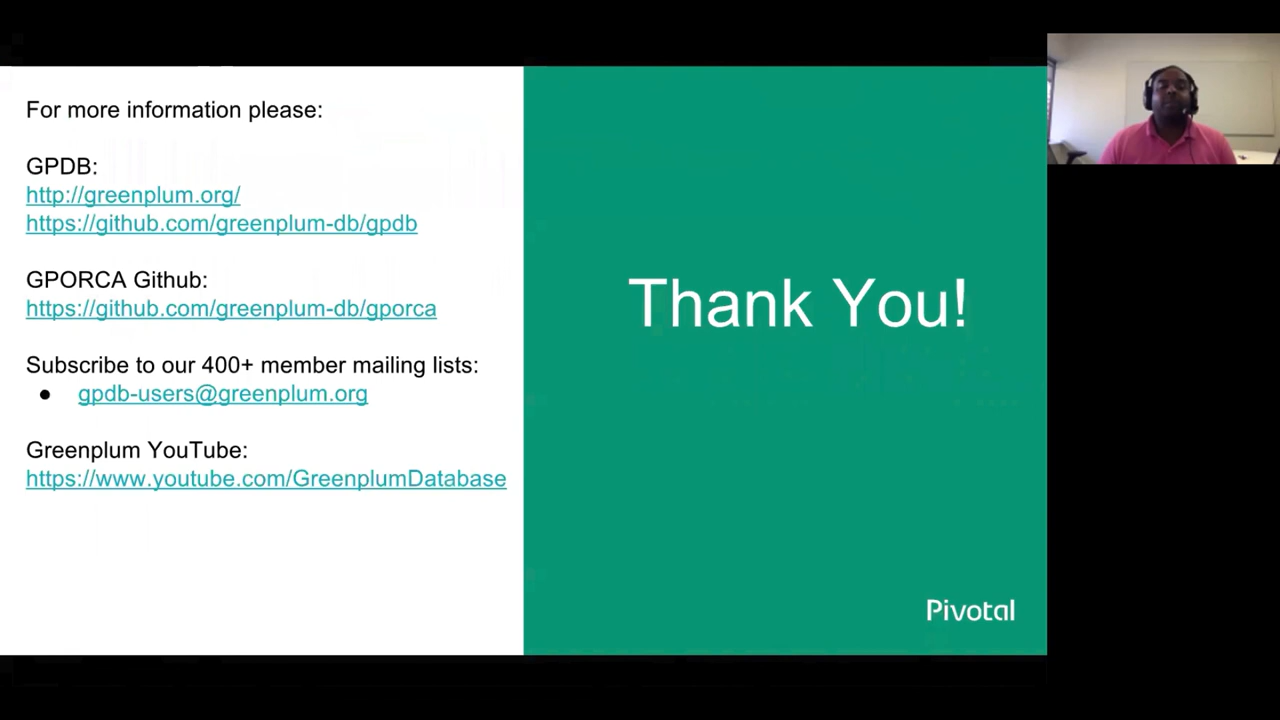 For more information please:
GPDB:
http://greenplum.org/
https://github.com/greenplum-db/gpdb
GPORCA Github:
https://github.com/greenplum-db/gporca
Subscribe to our 400+ member mailing lists:
● gpdb-users@greenplum.org
Greenplum YouTube:
https://www.youtube.com/GreenplumDatabase
Thank You!
Pivotal